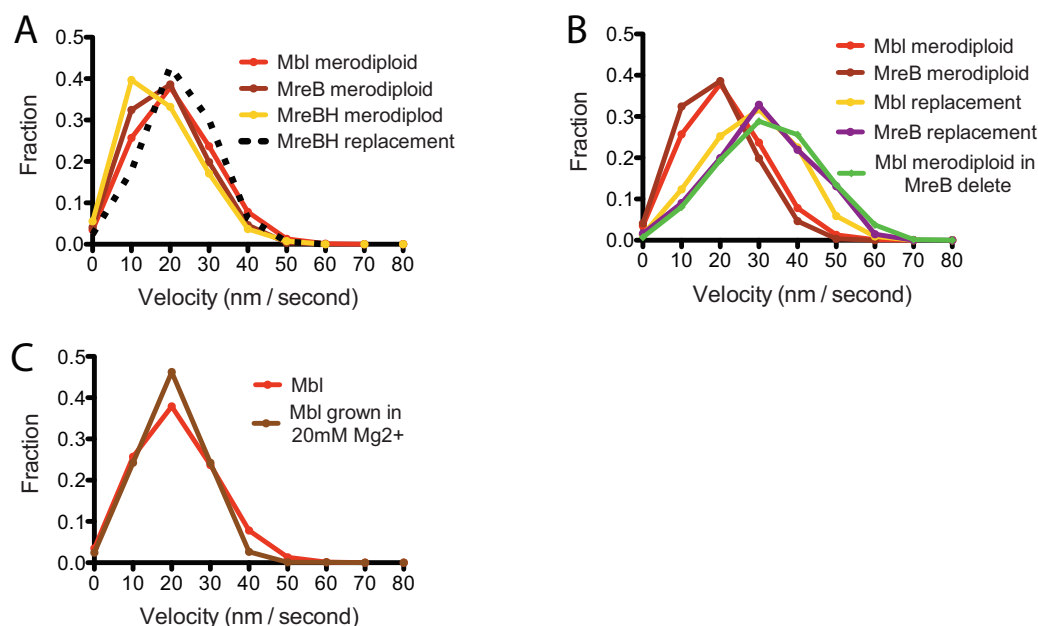 A
0.5
0.4
0.3
0.2
0.1
0.0
Fraction
0 10 20 30 40 50 60 70 80
Velocity (nm / second)
Mbl merodiploid
MreB merodiploid
MreBH merodiplod
MreBH replacement
B
0.5
0.4
0.3
0.2
0.1
0.0
Fraction
0 10 20 30 40 50 60 70 80
Velocity (nm / second)
Mbl merodiploid
MreB merodiploid
Mbl replacement
MreB replacement
Mbl merodiploid in
MreB delete
C
0.5
0.4
0.3
0.2
0.1
0.0
Fraction
0 10 20 30 40 50 60 70 80
Velocity (nm / second)
Mbl
Mbl grown in
20mM Mg2+